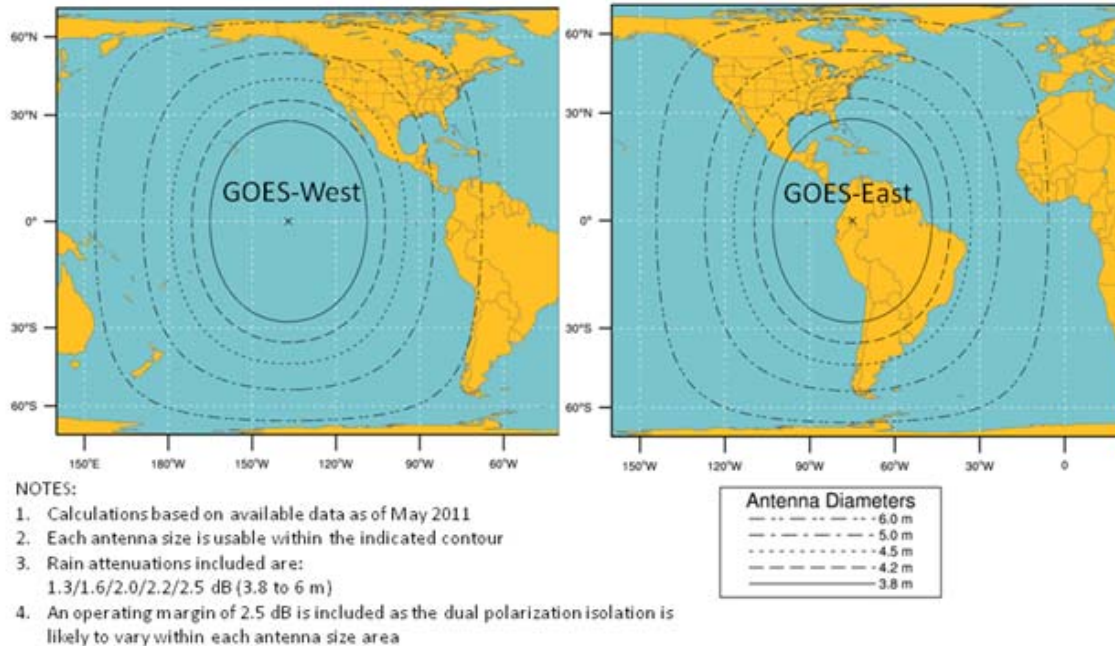 60°N
30°N
0°
30°S
60°S
GOES-West
150°E
180°
150°W
120°W
90°W
60°W
60°N
30°N
0°
30°S
60°S
GOES-East
150°W
120°W
90°W
60°W
30°W
0
NOTES:
1. Calculations based on available data as of May 2011
2. Each antenna size is usable within the indicated contour
3. Rain attenuations included are:
1.3/1.6/2.0/2.2/2.5 dB (3.8 to 6 m)
4. An operating margin of 2.5 dB is included as the dual polarization isolation is
likely to vary within each antenna size area
Antenna Diameters
6.0 m
5.0 m
4.5 m
4.2 m
3.8 m